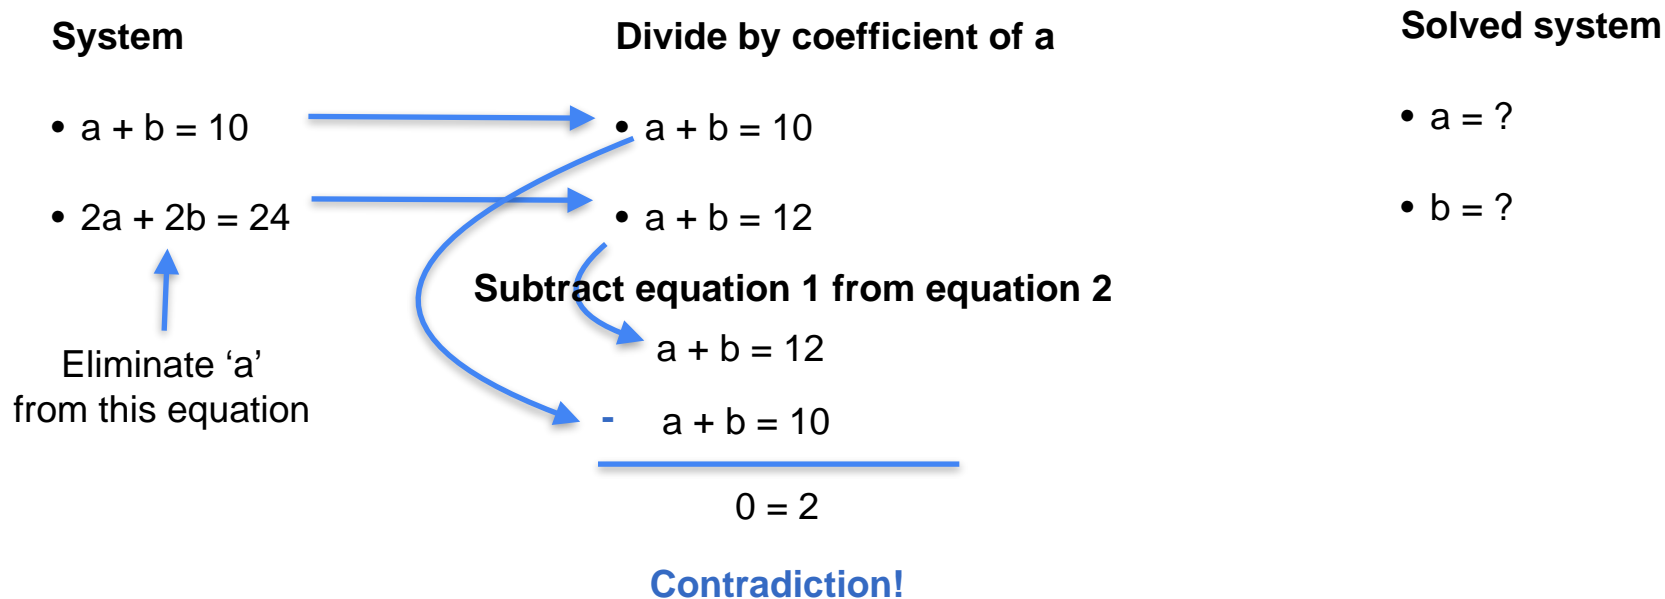 System
• a + b = 10
• 2a + 2b = 24
Eliminate ‘a’
from this equation
Divide by coefficient of a
• a + b = 10
• a + b = 12
Subtract equation 1 from equation 2
a + b = 12
- a + b = 10
0 = 2
Contradiction!
Solved system
• a = ?
• b = ?